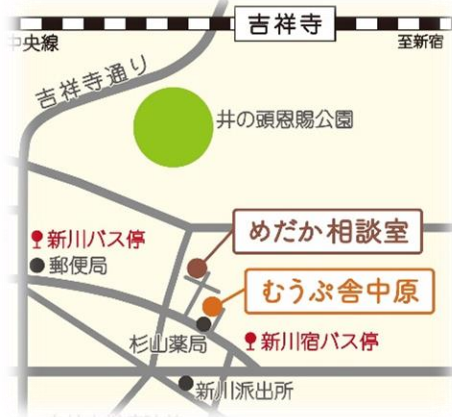 吉祥寺
中央線
至新宿
吉祥寺通り
井の頭恩賜公園
新川バス停
めだか相談室
郵便局
むうぷ舎中原
杉山薬局
新川宿バス停
新川派出所